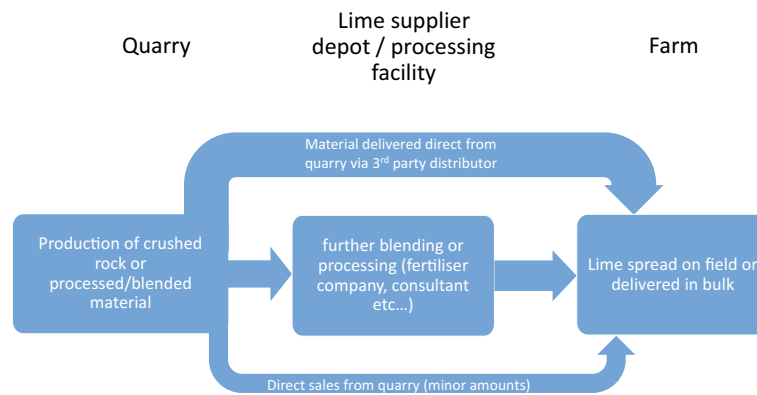 Quarry
Lime supplier
depot / processing
facility
Farm
Material delivered direct from
quarry via 3rd party distributor
Production of crushed
rock or
processed/blended
material
further blending or
processing (fertiliser
company, consultant
etc...)
Lime spread on field or
delivered in bulk
Direct sales from quarry (minor amounts)